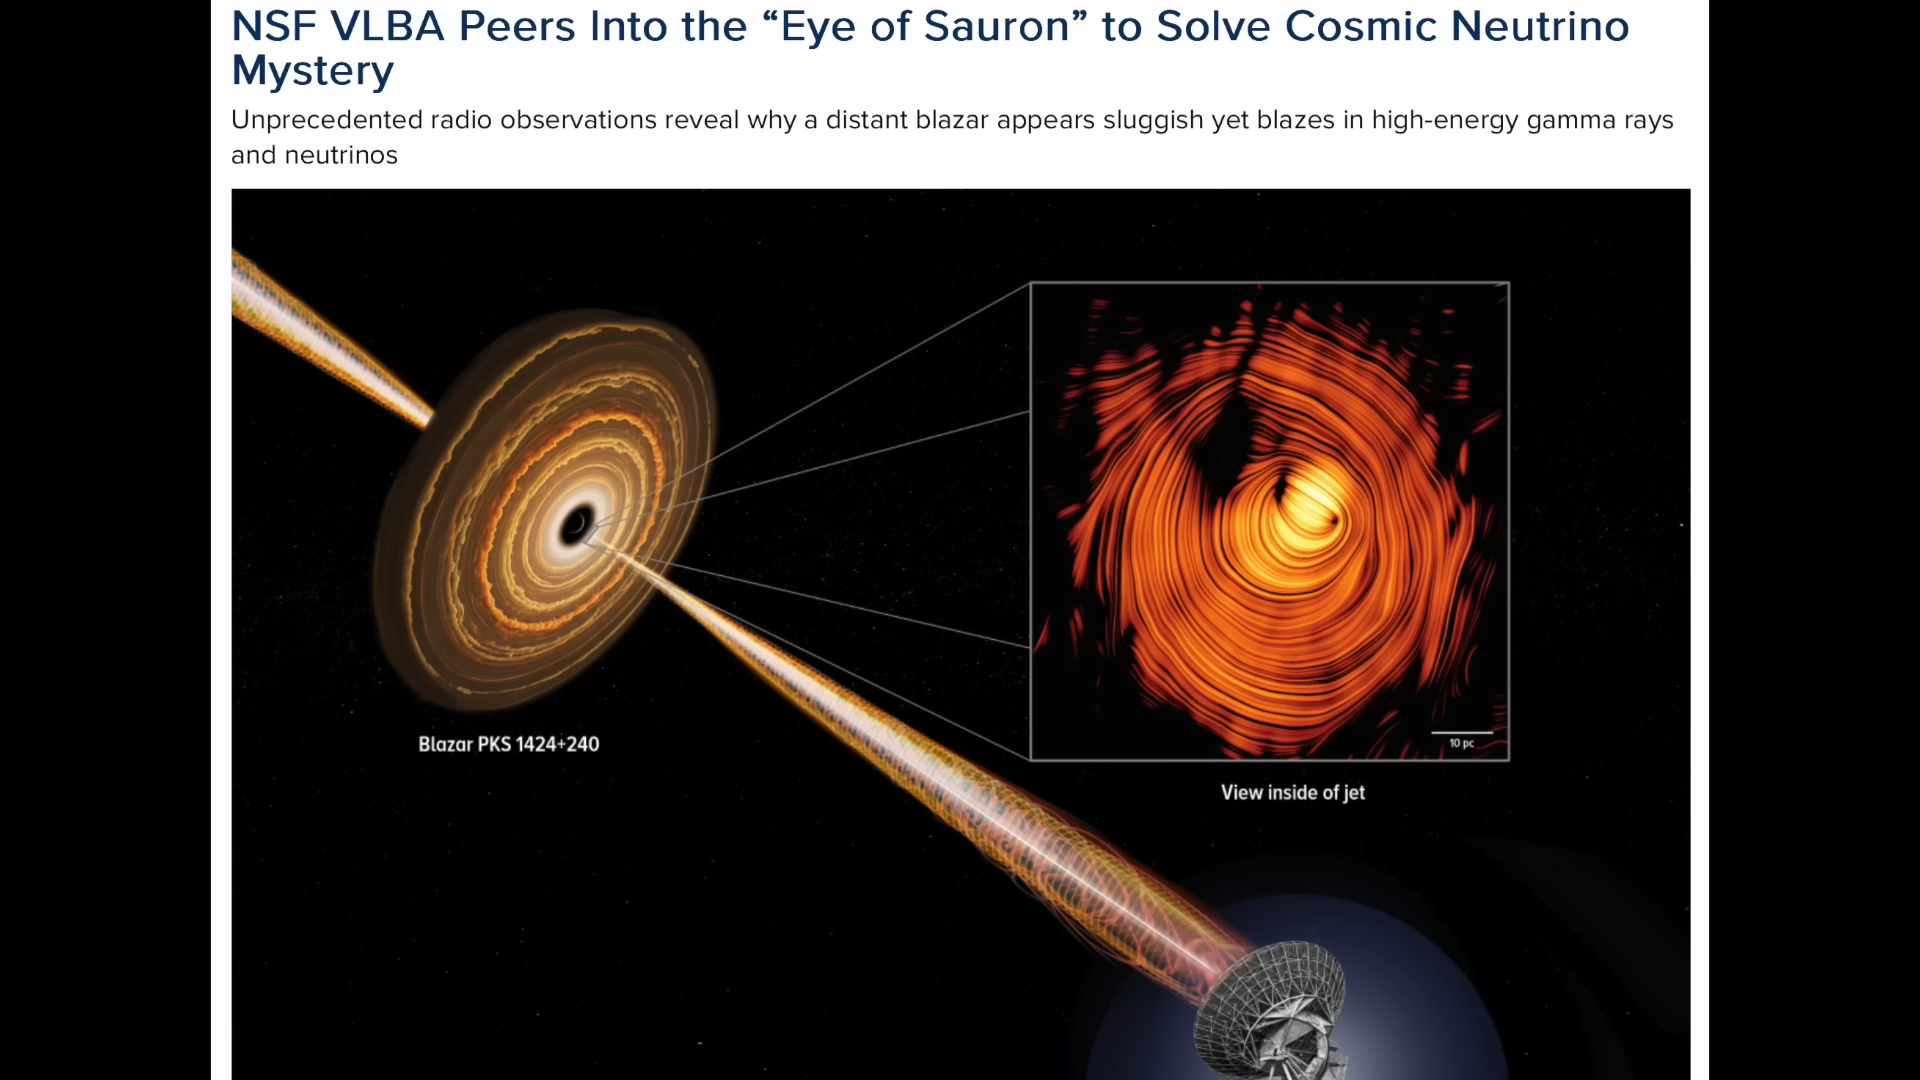 NSF VLBA Peers Into the “Eye of Sauron” to Solve Cosmic Neutrino
Mystery
Unprecedented radio observations reveal why a distant blazar appears sluggish yet blazes in high-energy gamma rays
and neutrinos
Blazar PKS 1424+240
10 pc
View inside of jet